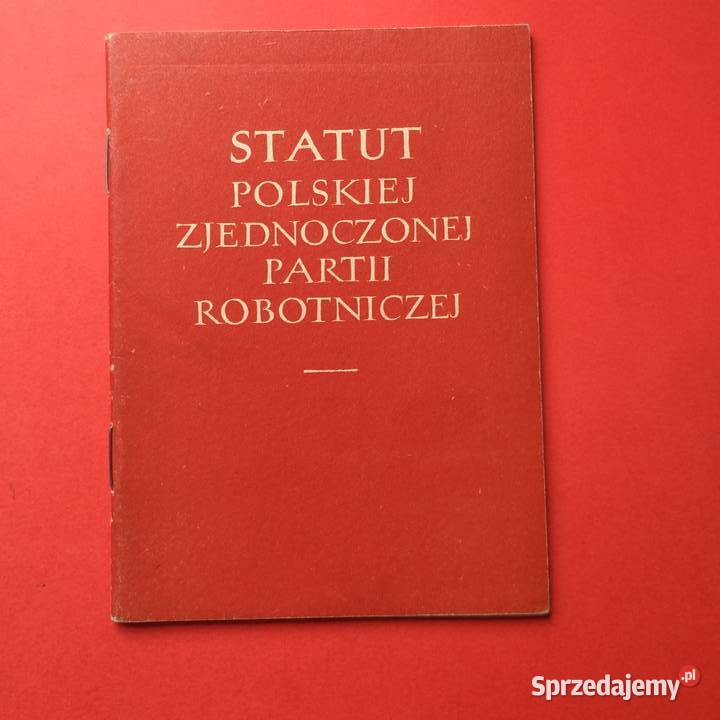 STATUT
POLSKIEJ
ZJEDNOCZONEJ
PARTII
ROBOTNICZEJ
Sprzedajemy.pl